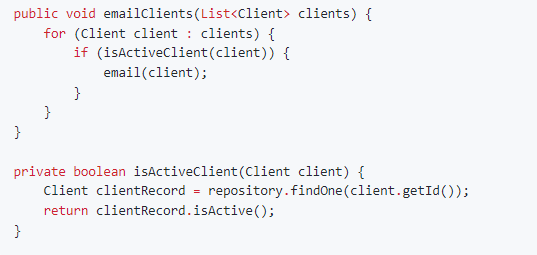 public void emailClients(List<Client> clients) {
    for (Client client : clients) {
        if (isActiveClient(client)) {
            email(client);
        }
    }
}

private boolean isActiveClient(Client client) {
    Client clientRecord = repository.findOne(client.getId());
    return clientRecord.isActive();
}